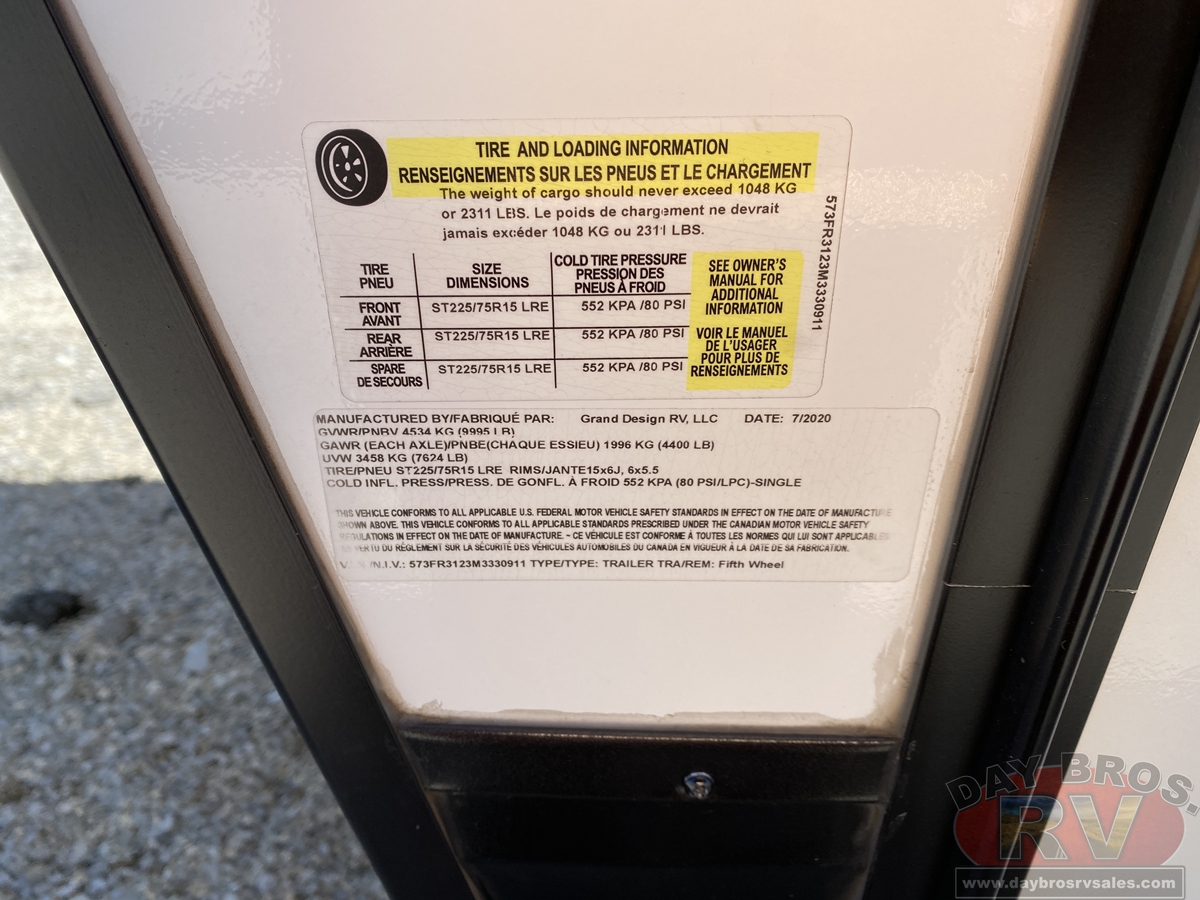 TIRE AND LOADING INFORMATION
RENSEIGNEMENTS SUR LES PNEUS ET LE CHARGEMENT
The weight of cargo should never exceed 1048 KG
or 2311 LBS. Le poids de chargement ne devrait
jamais excéder 1048 KG ou 2311 LBS.
573FR3123M3330911
TIRE PNEU
SIZE DIMENSIONS
COLD TIRE PRESSURE
PRESSION DES
PNEUS À FROID
FRONT AVANT ST225/75R15 LRE 552 KPA /80 PSI
REAR ARRIÈRE ST225/75R15 LRE 552 KPA /80 PSI
SPARE DE SECOURS ST225/75R15 LRE 552 KPA /80 PSI
SEE OWNER'S
MANUAL FOR
ADDITIONAL
INFORMATION
VOIR LE MANUEL
DE L'USAGER
POUR PLUS DE
RENSEIGNEMENTS
MANUFACTURED BY/FABRIQUÉ PAR: Grand Design RV, LLC DATE: 7/2020
GVWR/PNBV 4534 KG (9995 LB)
GAWR (EACH AXLE)/PNBE(CHAQUE ESSIEU) 1996 KG (4400 LB)
UVW 3458 KG (7624 LB)
TIRE/PNEU ST225/75R15 LRE RIMS/JANTE15x6J, 6x5.5
COLD INFL. PRESS/PRESS. DE GONFL. À FROID 552 KPA (80 PSI/LPC)-SINGLE
THIS VEHICLE CONFORMS TO ALL APPLICABLE U.S. FEDERAL MOTOR VEHICLE SAFETY STANDARDS IN EFFECT ON THE DATE OF MANUFACTURE
SHOWN ABOVE. THIS VEHICLE CONFORMS TO ALL APPLICABLE STANDARDS PRESCRIBED UNDER THE CANADIAN MOTOR VEHICLE SAFETY
REGULATIONS IN EFFECT ON THE DATE OF MANUFACTURE. - CE VÉHICULE EST CONFORME À TOUTES LES NORMES QUI LUI SONT APPLICABLES
EN VERTU DU RÈGLEMENT SUR LA SÉCURITÉ DES VÉHICULES AUTOMOBILES DU CANADA EN VIGUEUR À LA DATE DE SA FABRICATION.
/N.I.V.: 573FR3123M3330911 TYPE/TYPE: TRAILER TRA/REM: Fifth Wheel
DAY BROS.
RV
www.daybrosrvsales.com